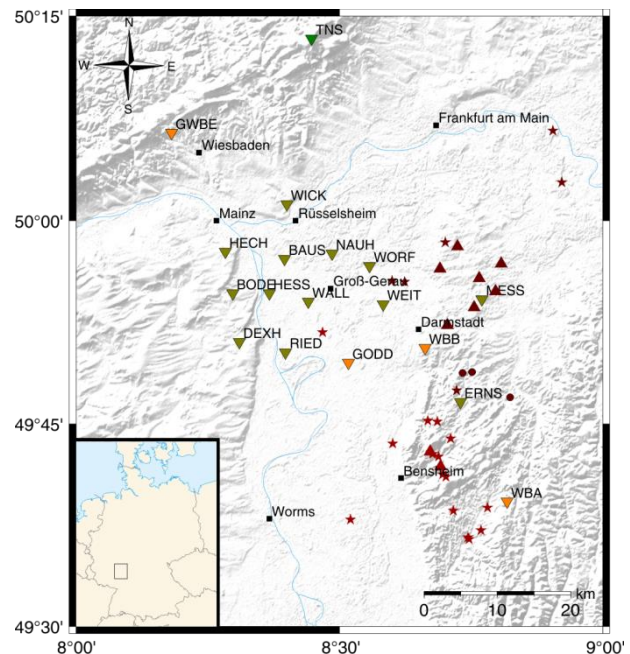 50°15'
TNS
N
W
E
S
GWBE
Wiesbaden
Frankfurt am Main
WICK
50°00'
Mainz
Rüsselsheim
HECH
BAUS
NAUH
WORF
BODE
HESS
Groß-Gerau
WALL
WEIT
MESS
Darmstadt
DEXH
RIED
GODD
WBB
49°45'
ERNS
Bensheim
WBA
Worms
km
0
10
20
49°30'
8°00'
8°30'
9°00'